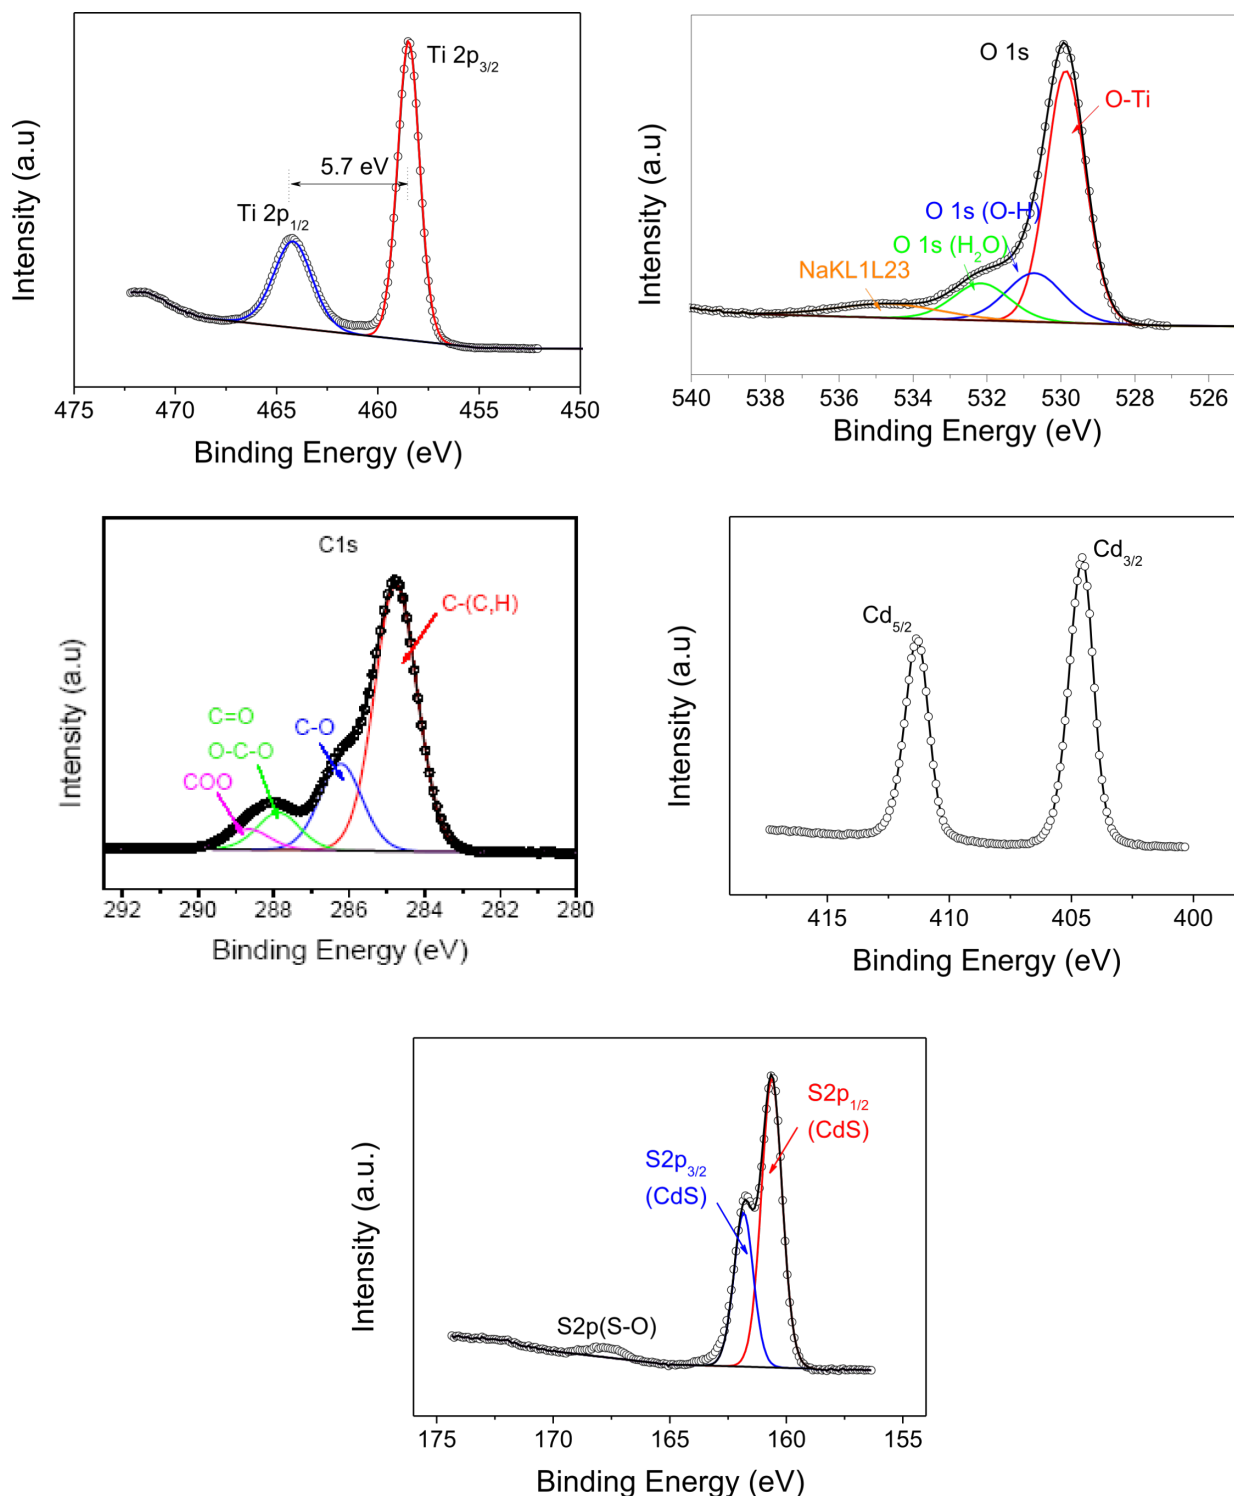 Ti 2p3/2
5.7 eV
Ti 2p1/2
Intensity (a.u)
475 470 465 460 455 450
Binding Energy (eV)
O 1s
O-Ti
O 1s (O-H)
O 1s (H2O)
NaKL1L23
Intensity (a.u)
540 538 536 534 532 530 528 526
Binding Energy (eV)
C1s
C-(C,H)
C=O
C-O
O-C-O
COO
Intensity (a.u)
292 290 288 286 284 282 280
Binding Energy (eV)
Cd3/2
Cd5/2
Intensity (a.u)
415 410 405 400
Binding Energy (eV)
S2p1/2
(CdS)
S2p3/2
(CdS)
S2p(S-O)
Intensity (a.u.)
175 170 165 160 155
Binding Energy (eV)